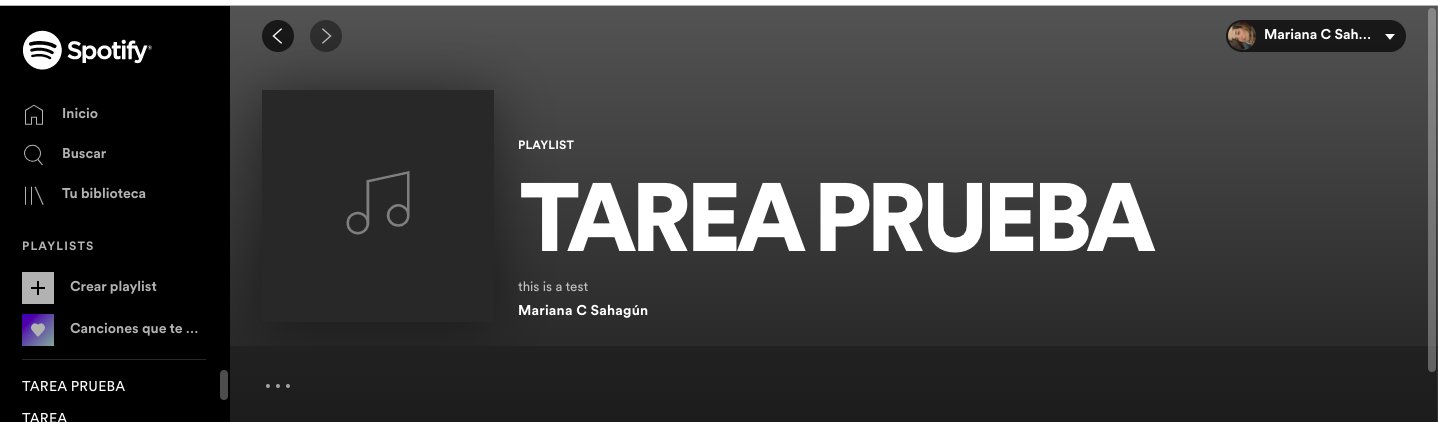 Spotify
Mariana C Sah...
Inicio
Buscar
Tu biblioteca
PLAYLISTS
Crear playlist
Canciones que te ...
TAREA PRUEBA
TAREA
PLAYLIST
TAREA PRUEBA
this is a test
Mariana C Sahagún